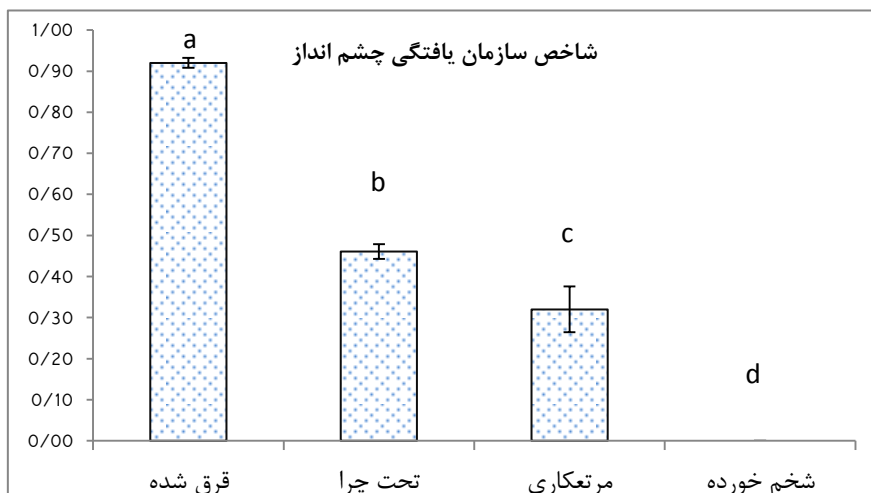 شاخص سازمان یافتگی چشم انداز
1/00
0/90
0/80
0/70
0/60
0/50
0/40
0/30
0/20
0/10
0/00
a
b
c
d
قرق شده
تحت چرا
مرتعکاری
شخم خورده